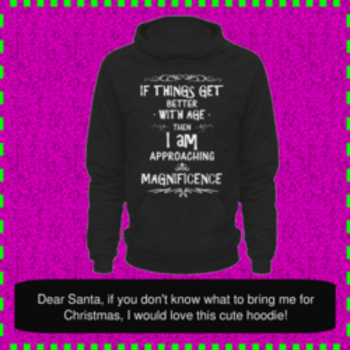 IF THINGS GET
BETTER
WITH AGE
THEN
I AM
APPROACHING
MAGNIFICENCE
Dear Santa, if you don't know what to bring me for
Christmas, I would love this cute hoodie!